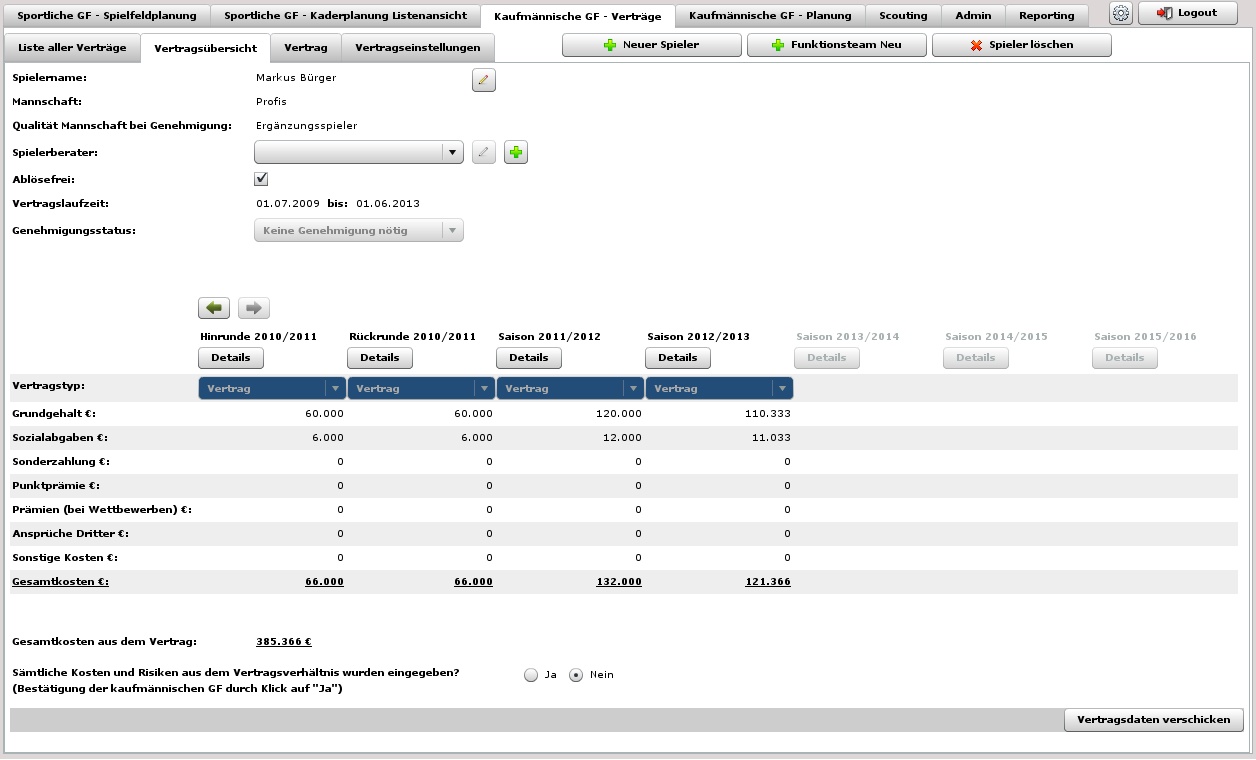 Sportliche GF - Spielfeldplanung Sportliche GF - Kaderplanung Listenansicht Kaufmännische GF - Verträge Kaufmännische GF - Planung Scouting Admin Reporting Logout
Liste aller Verträge Vertragsübersicht Vertrag Vertragseinstellungen Neuer Spieler Funktionsteam Neu Spieler löschen
Spielername: Markus Bürger
Mannschaft: Profis
Qualität Mannschaft bei Genehmigung: Ergänzungsspieler
Spielerberater:
Ablösefrei:
Vertragslaufzeit: 01.07.2009 bis: 01.06.2013
Genehmigungsstatus: Keine Genehmigung nötig
Hinrunde 2010/2011 Rückrunde 2010/2011 Saison 2011/2012 Saison 2012/2013 Saison 2013/2014 Saison 2014/2015 Saison 2015/2016
Details Details Details Details Details Details Details
Vertragstyp: Vertrag Vertrag Vertrag Vertrag
Grundgehalt €: 60.000 60.000 120.000 110.333
Sozialabgaben €: 6.000 6.000 12.000 11.033
Sonderzahlung €: 0 0 0 0
Punktprämie €: 0 0 0 0
Prämien (bei Wettbewerben) €: 0 0 0 0
Ansprüche Dritter €: 0 0 0 0
Sonstige Kosten €: 0 0 0 0
Gesamtkosten €: 66.000 66.000 132.000 121.366
Gesamtkosten aus dem Vertrag: 385.366 €
Sämtliche Kosten und Risiken aus dem Vertragsverhältnis wurden eingegeben? Ja Nein
(Bestätigung der kaufmännischen GF durch Klick auf "Ja")
Vertragsdaten verschicken